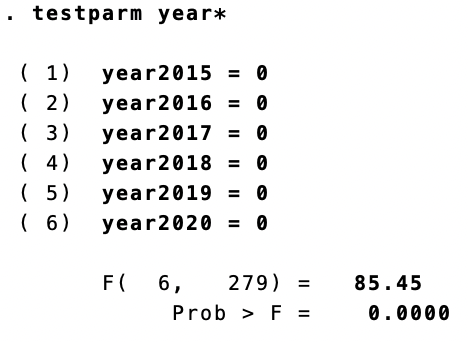 . testparm year*
( 1) year2015 = 0
( 2) year2016 = 0
( 3) year2017 = 0
( 4) year2018 = 0
( 5) year2019 = 0
( 6) year2020 = 0
F( 6, 279) = 85.45
Prob > F = 0.0000